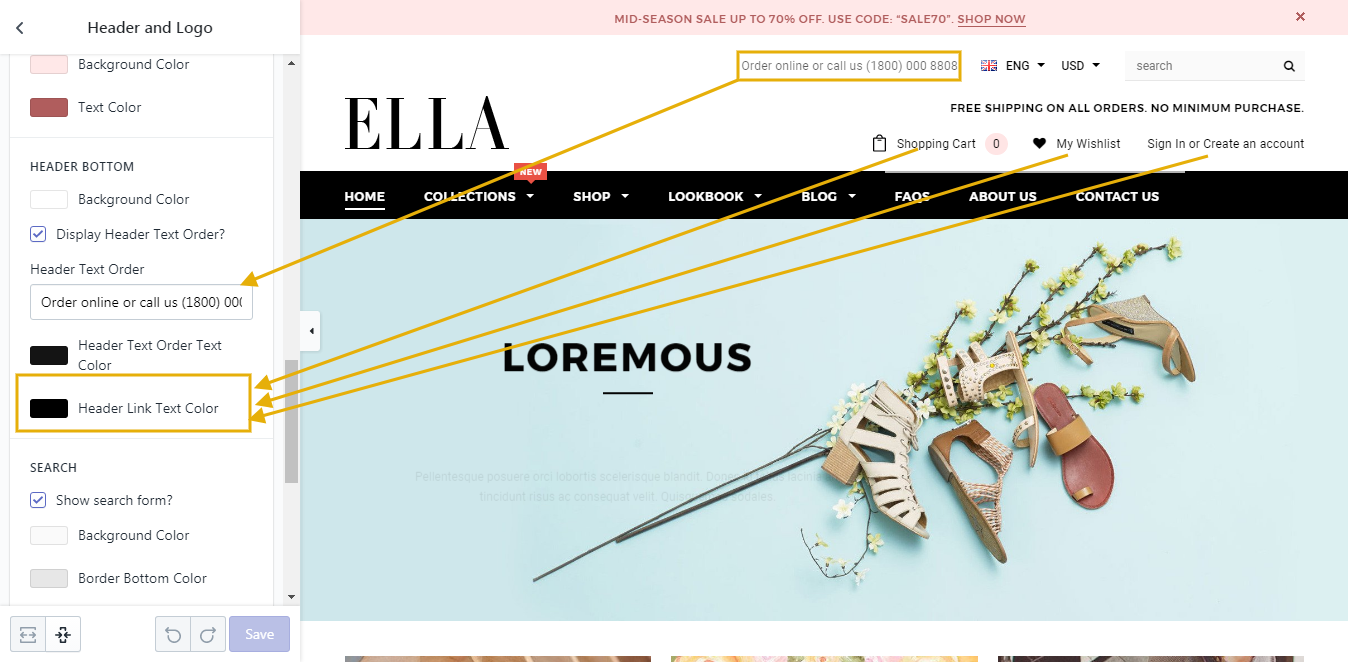 Header and Logo
Background Color
Text Color
HEADER BOTTOM
Background Color
Display Header Text Order?
Header Text Order
Order online or call us (1800) 000
Header Text Order Text
Color
Header Link Text Color
SEARCH
Show search form?
Background Color
Border Bottom Color
Save
MID-SEASON SALE UP TO 70% OFF. USE CODE: “SALE70”. SHOP NOW
Order online or call us (1800) 000 8808
ENG
USD
search
FREE SHIPPING ON ALL ORDERS. NO MINIMUM PURCHASE.
ELLA
Shopping Cart 0
My Wishlist
Sign In or Create an account
NEW
HOME COLLECTIONS SHOP LOOKBOOK BLOG FAQS ABOUT US CONTACT US
LOREMOUS
Pellentesque posuere orci lobortis scelerisque blandit. Donec
tincidunt risus ac consequat velit. Quisque sodales.